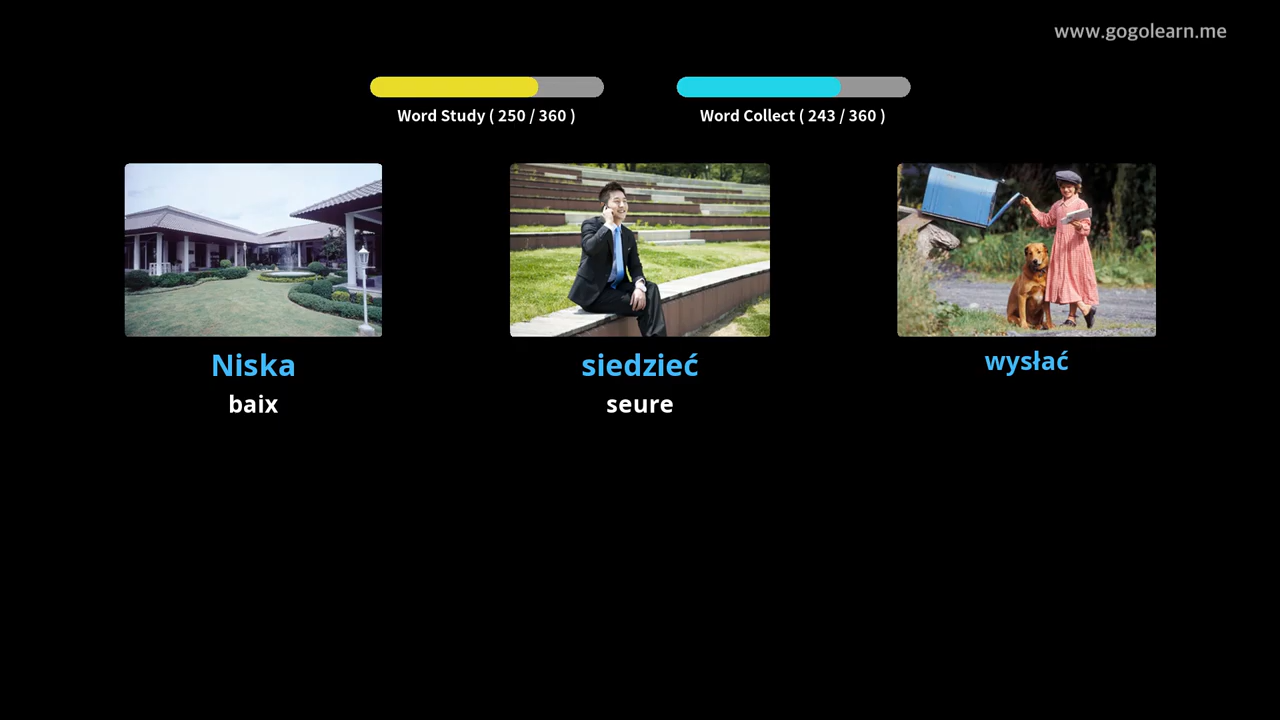 www.gogolearn.me
Word Study ( 250 / 360 )
Word Collect ( 243 / 360 )
Niska
siedzieć
wysłać
baix
seure